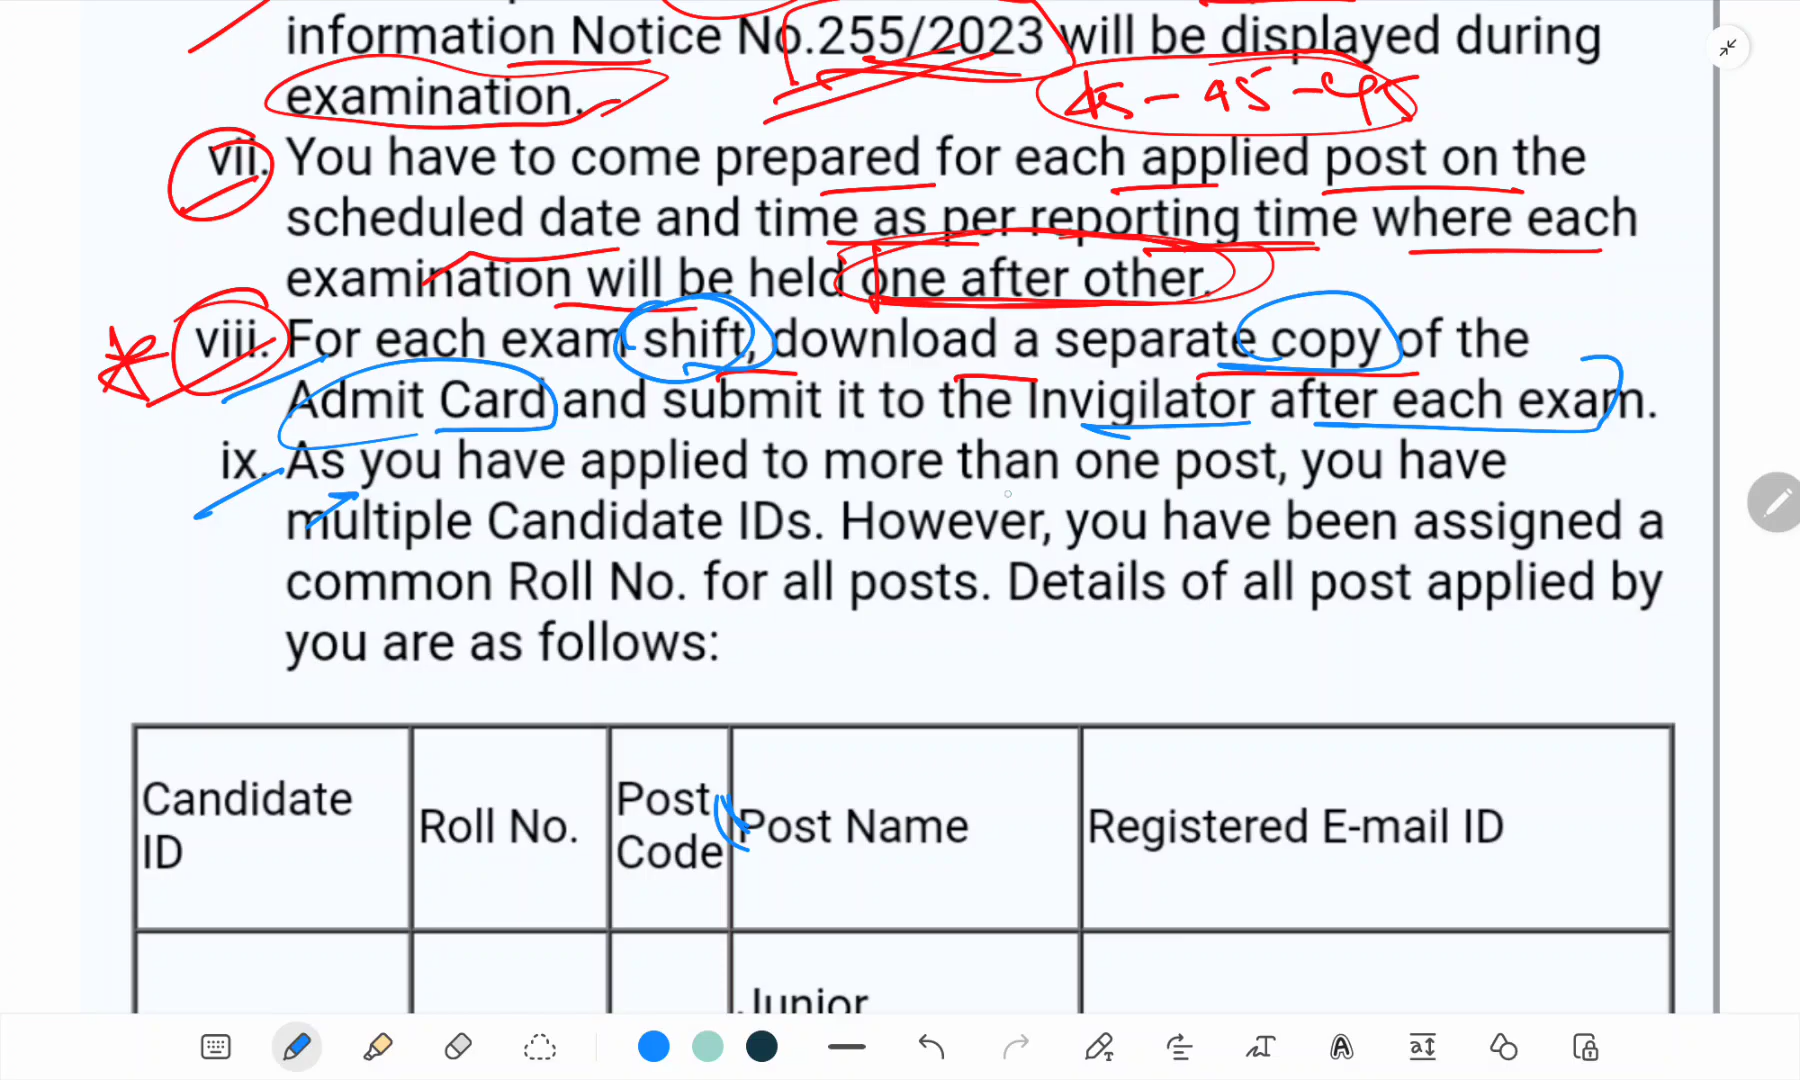 information Notice No.255/2023 will be displayed during
examination.
45 - 45 - 45
vii. You have to come prepared for each applied post on the
scheduled date and time as per reporting time where each
examination will be held one after other.
viii. For each exam shift, download a separate copy of the
Admit Card and submit it to the Invigilator after each exam.
ix. As you have applied to more than one post, you have
multiple Candidate IDs. However, you have been assigned a
common Roll No. for all posts. Details of all post applied by
you are as follows:
Candidate ID
Roll No.
Post Code
Post Name
Registered E-mail ID
Junior